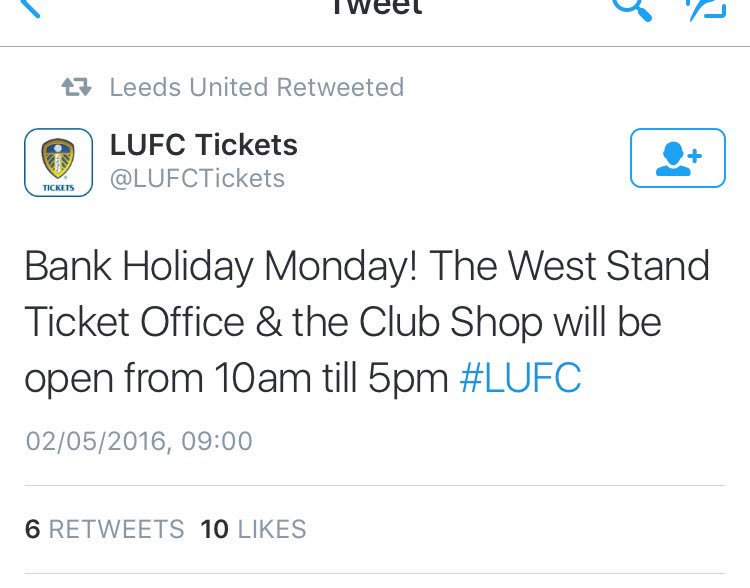 Tweet
Leeds United Retweeted
LUFC Tickets
@LUFCTickets
TICKETS
Bank Holiday Monday! The West Stand
Ticket Office & the Club Shop will be
open from 10am till 5pm #LUFC
02/05/2016, 09:00
6 RETWEETS 10 LIKES